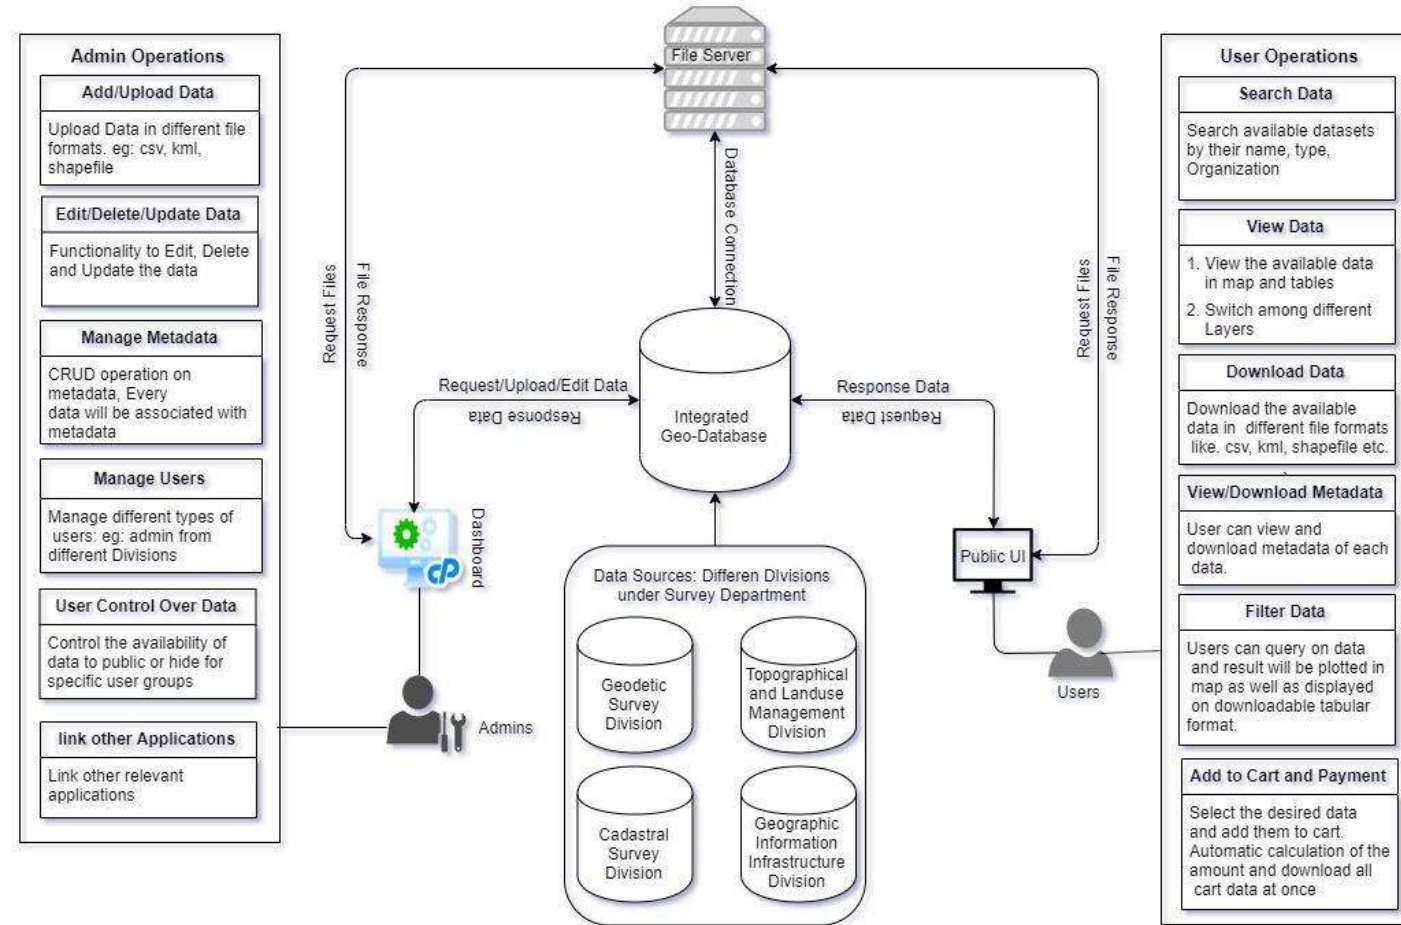 Admin Operations
Add/Upload Data
Upload Data in different file
formats. eg: csv, kml,
shapefile
Edit/Delete/Update Data
Functionality to Edit, Delete
and Update the data
Manage Metadata
CRUD operation on
metadata, Every
data will be associated with
metadata
Manage Users
Manage different types of
users: eg: admin from
different Divisions
User Control Over Data
Control the availability of
data to public or hide for
specific user groups
link other Applications
Link other relevant
applications
Request Files
File Response
File Server
Database Connection
Request/Upload/Edit Data
Response Data
Integrated
Geo-Database
Response Data
Request Data
Dashboard
Admins
Data Sources: Differen DIvisions
under Survey Department
Geodetic
Survey
Division
Topographical
and Landuse
Management
DIvision
Cadastral
Survey
Division
Geographic
Information
Infrastructure
Division
Request Files
File Response
Public UI
Users
User Operations
Search Data
Search available datasets
by their name, type,
Organization
View Data
1. View the available data
in map and tables
2. Switch among different
Layers
Download Data
Download the available
data in different file formats
like. csv, kml, shapefile etc.
View/Download Metadata
User can view and
download metadata of each
data.
Filter Data
Users can query on data
and result will be plotted in
map as well as displayed
on downloadable tabular
format.
Add to Cart and Payment
Select the desired data
and add them to cart.
Automatic calculation of the
amount and download all
cart data at once